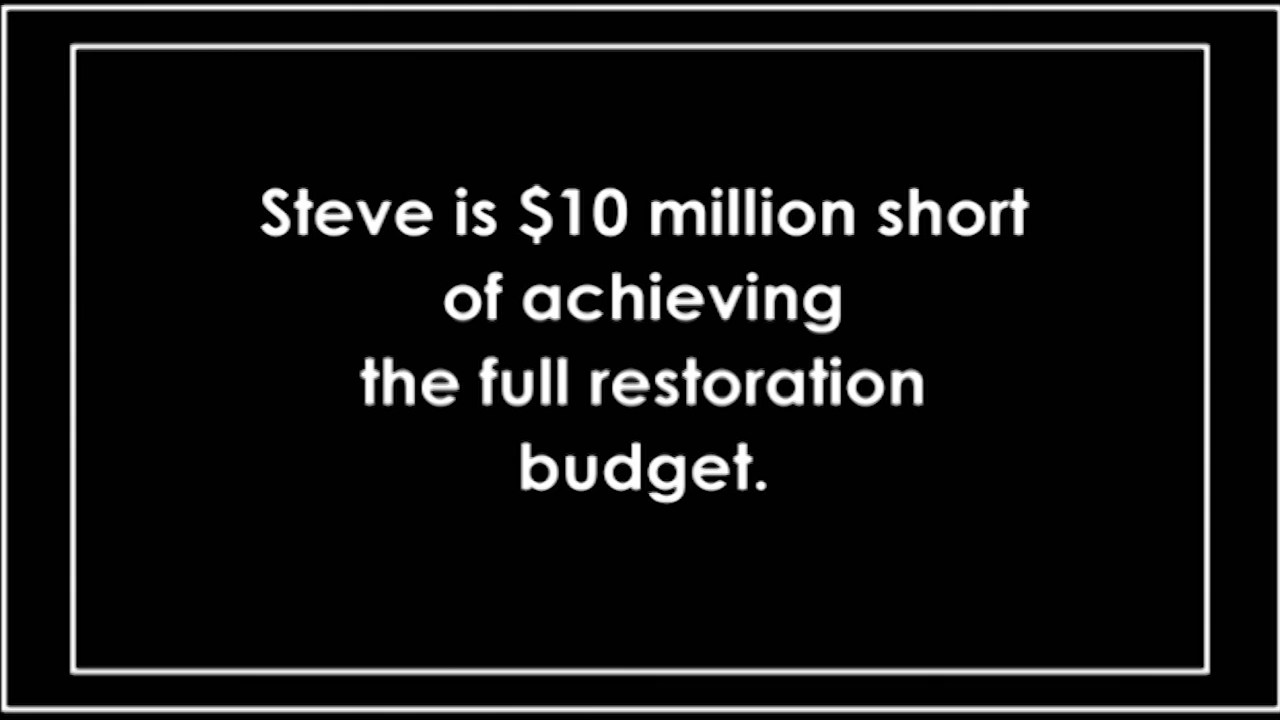 Steve is $10 million short
of achieving
the full restoration
budget.